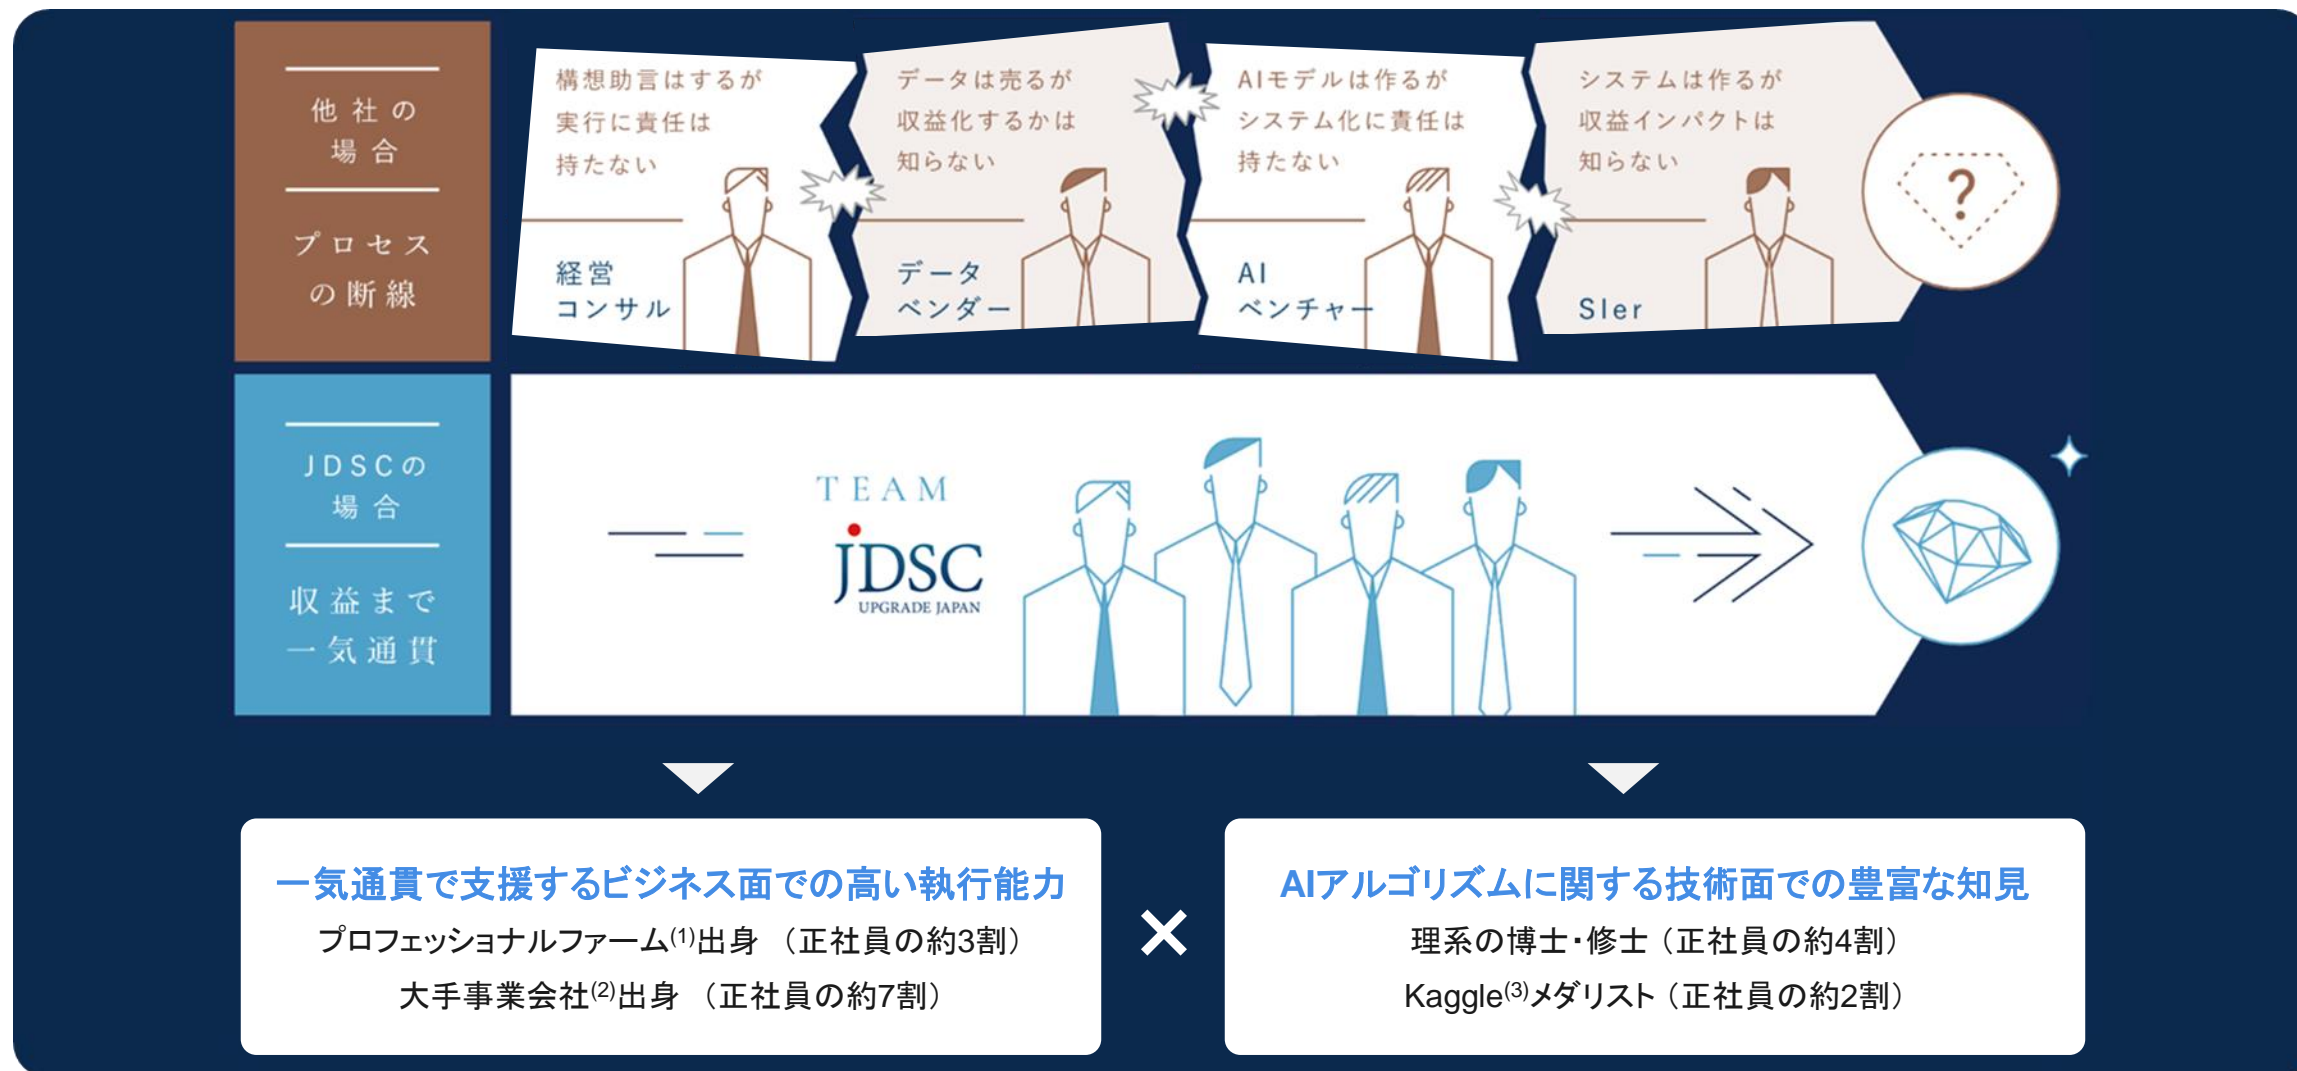 他社の
場合
プロセス
の断線
構想助言はするが
実行に責任は
持たない
経営
コンサル
データは売るが
収益化するかは
知らない
データ
ベンダー
AIモデルは作るが
システム化に責任は
持たない
AI
ベンチャー
システムは作るが
収益インパクトは
知らない
SIer
?
JDSCの
場合
収益まで
一気通貫
TEAM
JDSC
UPGRADE JAPAN
一気通貫で支援するビジネス面での高い執行能力
プロフェッショナルファーム(1)出身 （正社員の約3割）
大手事業会社(2)出身 （正社員の約7割）
×
AIアルゴリズムに関する技術面での豊富な知見
理系の博士・修士（正社員の約4割）
Kaggle(3)メダリスト（正社員の約2割）